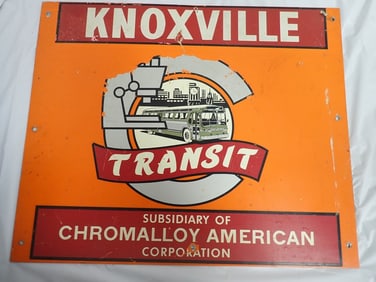 KNOXVILLE
TRANSIT
SUBSIDIARY OF
CHROMALLOY AMERICAN
CORPORATION